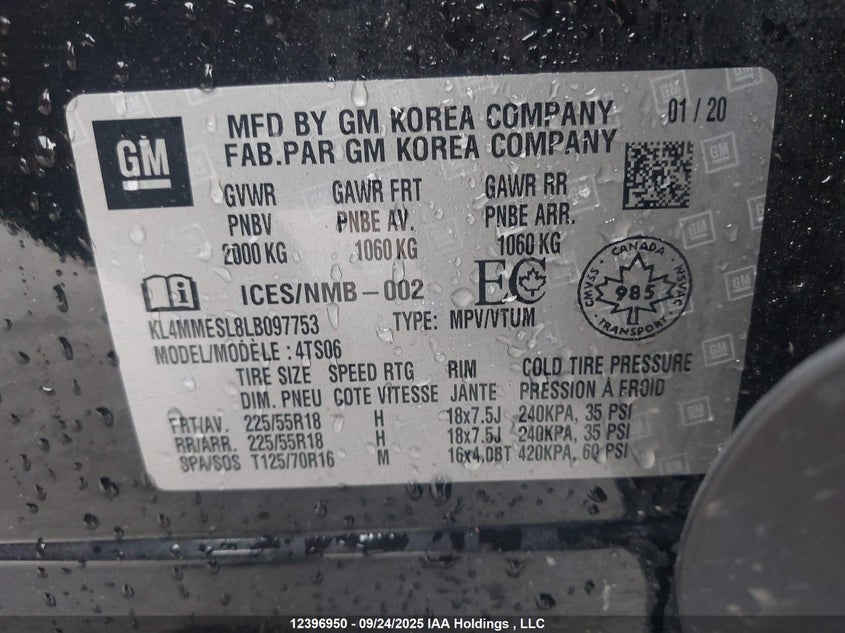 MFD BY GM KOREA COMPANY 01 / 20
FAB.PAR GM KOREA COMPANY
GM
GVWR GAWR FRT GAWR RR
PNBV PNBE AV. PNBE ARR.
2000 KG 1060 KG 1060 KG
ICES/NMB-002 EC
CANADA
SSVMVC 985 NSVAC
TRANSPORT
KL4MMESL8LB097753 TYPE: MPV/VTUM
MODEL/MODÈLE : 4TS06
TIRE SIZE SPEED RTG RIM COLD TIRE PRESSURE
DIM. PNEU COTE VITESSE JANTE PRESSION À FROID
FRT/AV. 225/55R18 H 18x7.5J 240KPA, 35 PSI
RR/ARR. 225/55R18 H 18x7.5J 240KPA, 35 PSI
SPA/SOS T125/70R16 M 16x4.0BT 420KPA, 60 PSI
12396950 - 09/24/2025 IAA Holdings , LLC